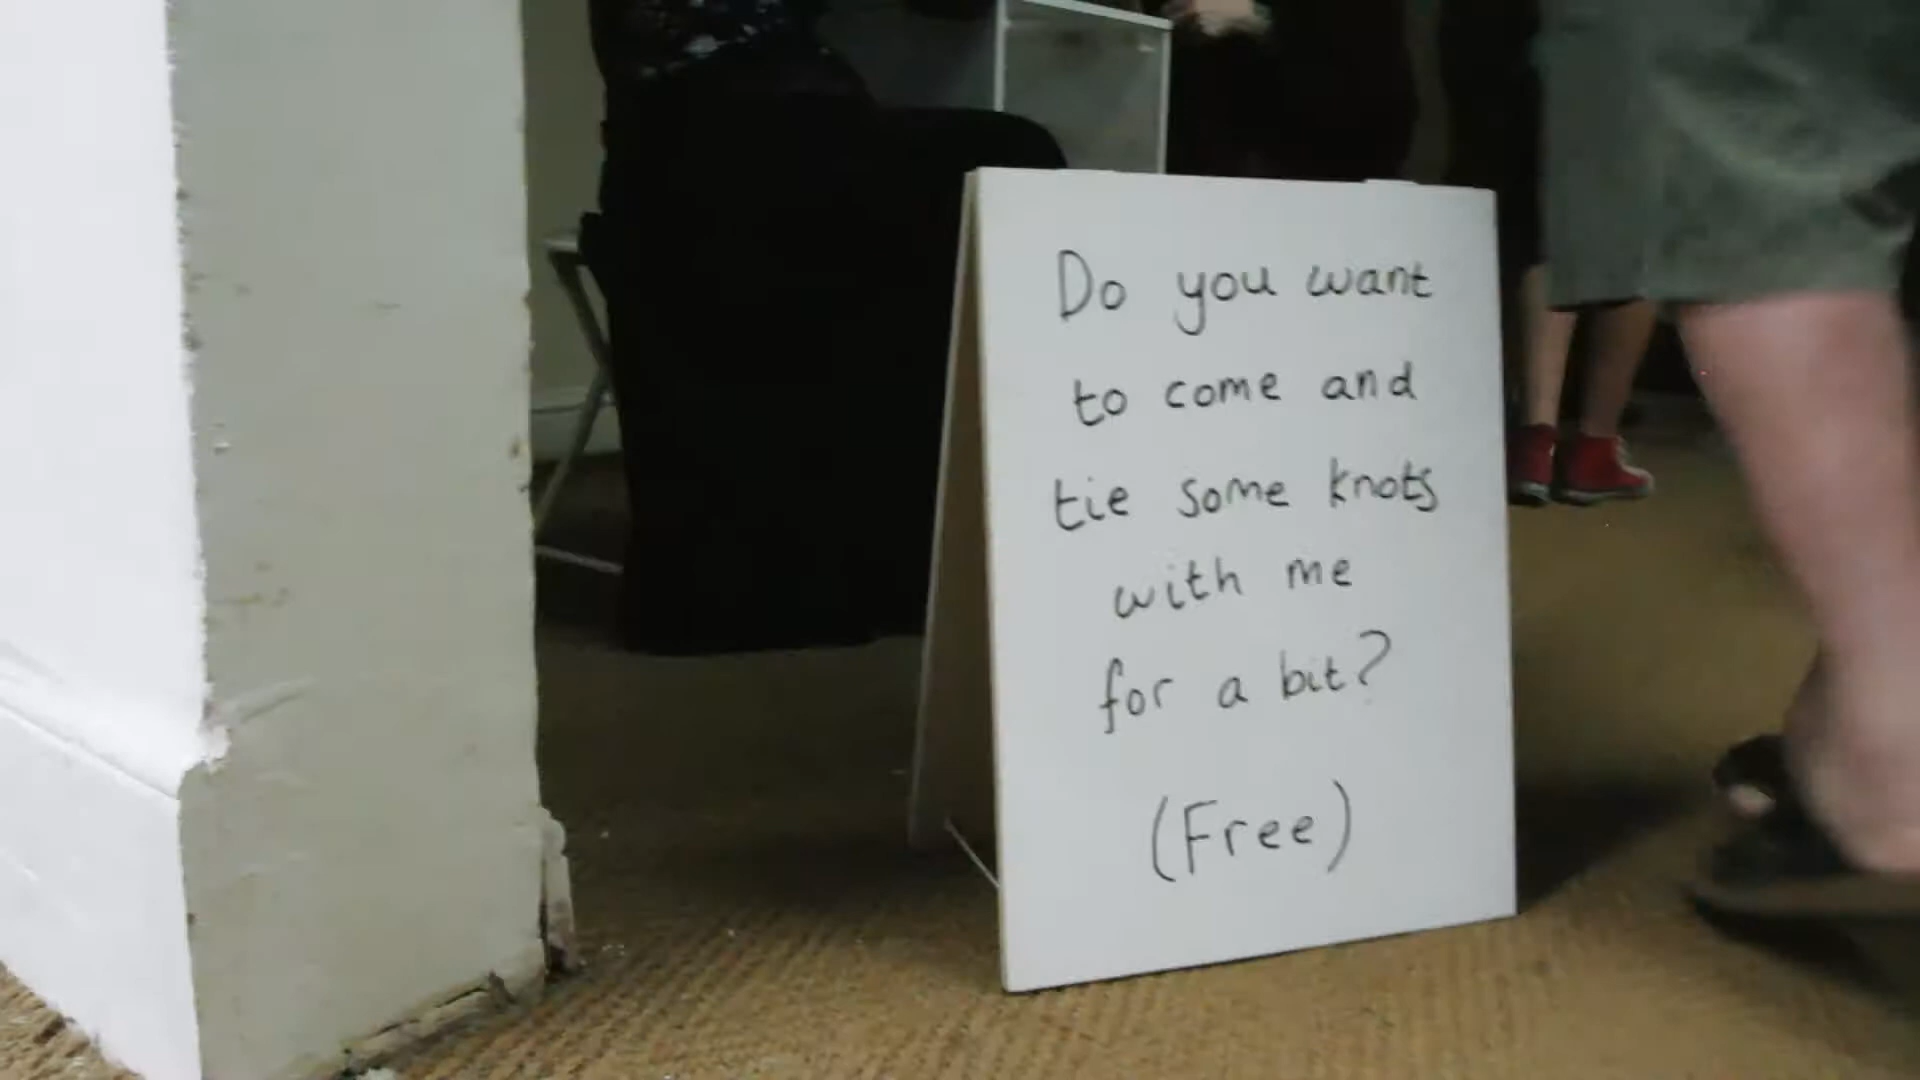 Do you want
to come and
tie some knots
with me
for a bit?
(Free)